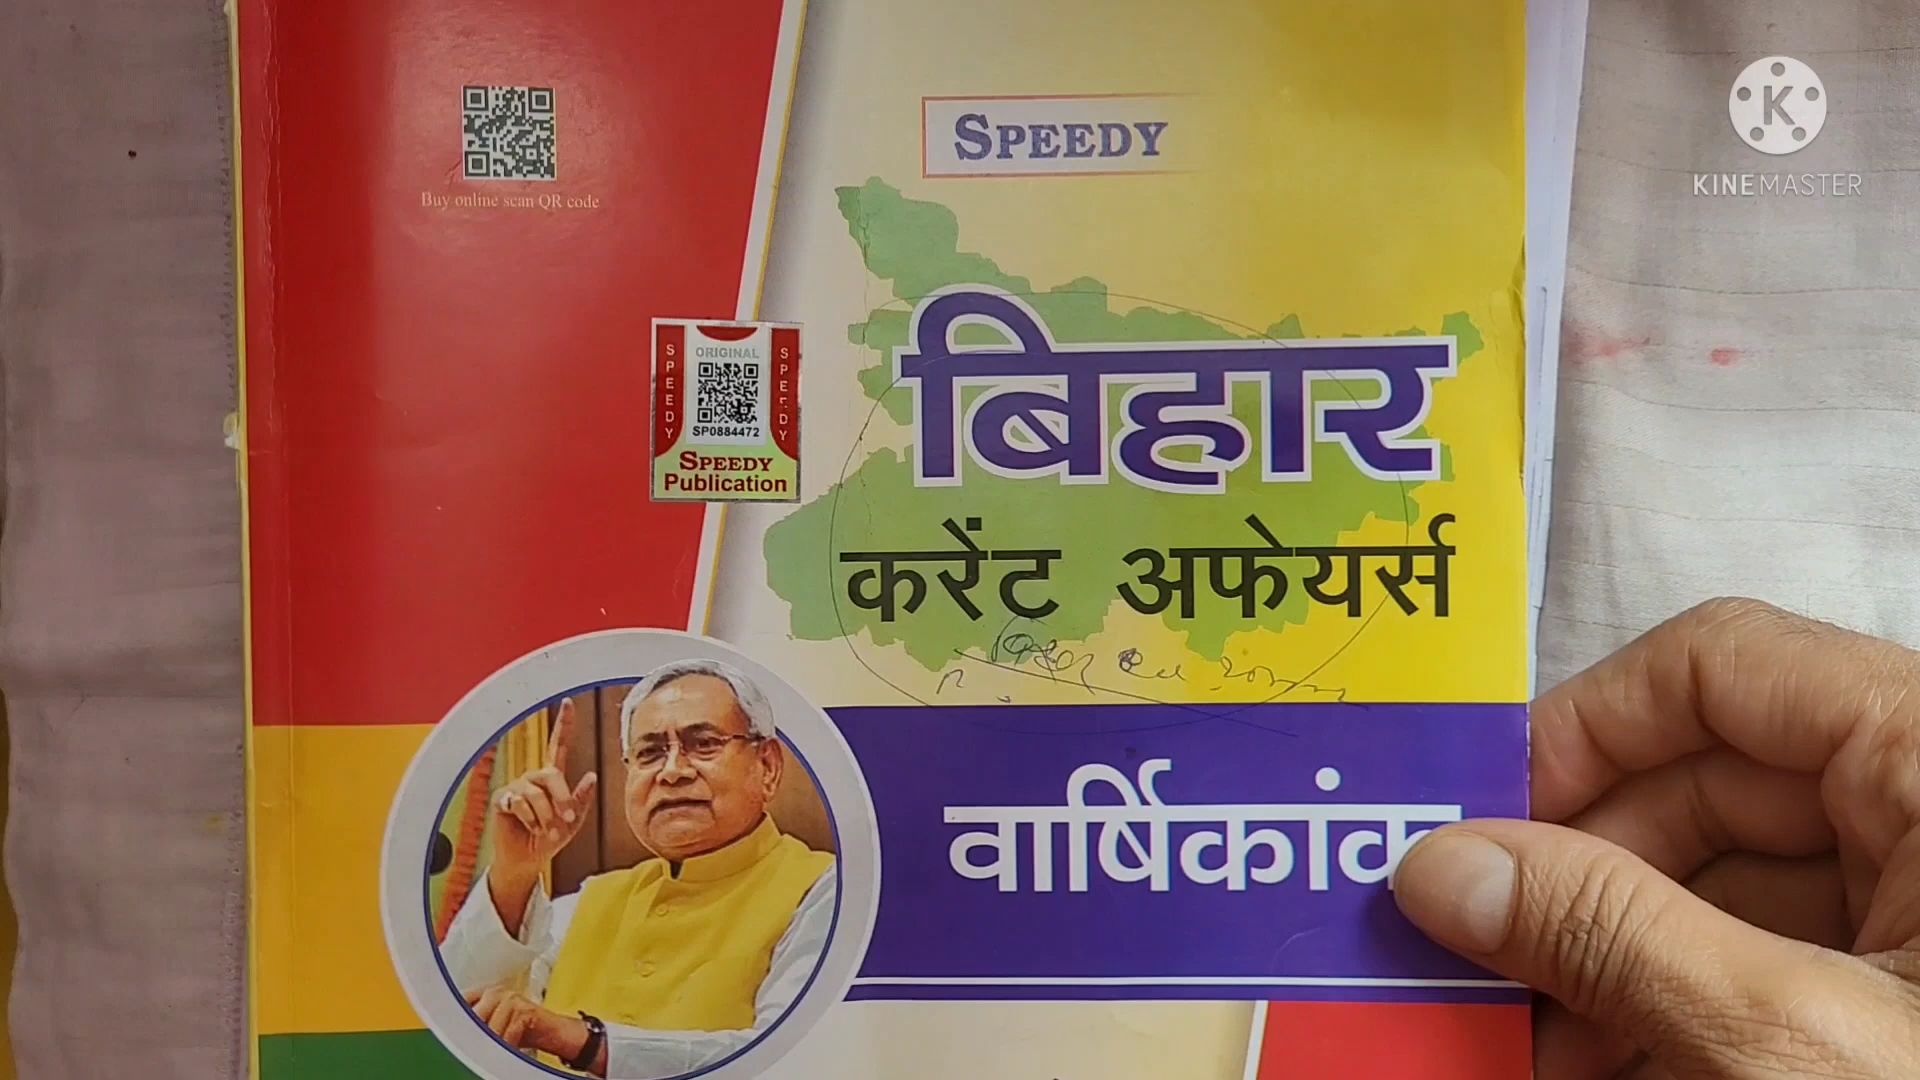 Buy online scan QR code
SPEEDY
KINEMASTER
ORIGINAL
SPEEDY
SPEEDY
SP0884472
SPEEDY
Publication
बिहार
करेंट अफेयर्स
वार्षिकांक